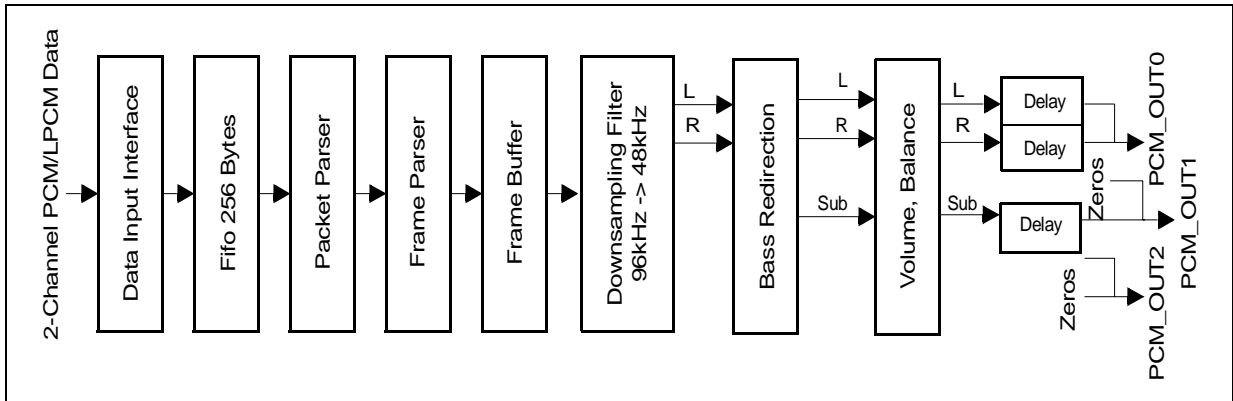 2-Channel PCM/LPCM Data
Data Input Interface
Fifo 256 Bytes
Packet Parser
Frame Parser
Frame Buffer
Downsampling Filter
96kHz -> 48kHz
L
R
Bass Redirection
L
R
Sub
Volume, Balance
L
R
Sub
Delay
Delay
Delay
Zeros
Zeros
PCM_OUT0
PCM_OUT1
PCM_OUT2